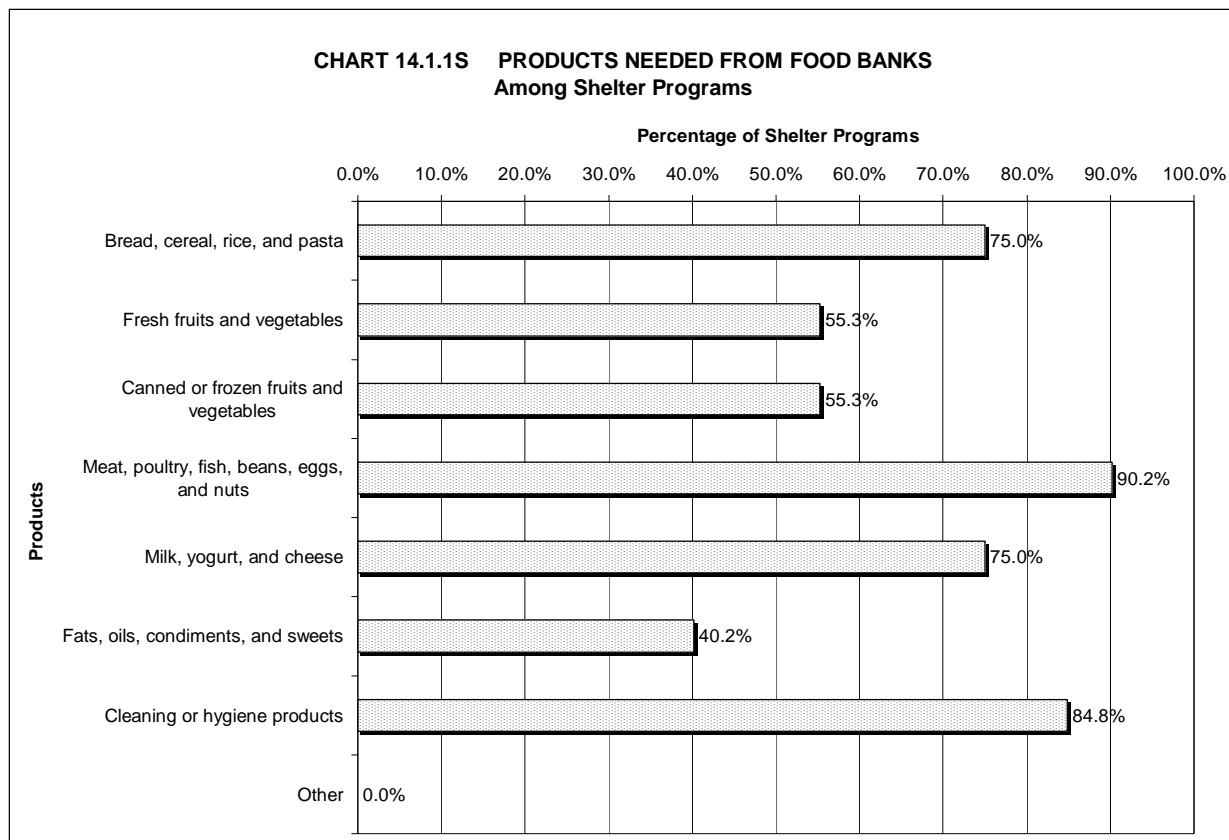 CHART 14.1.1S PRODUCTS NEEDED FROM FOOD BANKS
Among Shelter Programs
Percentage of Shelter Programs
0.0% 10.0% 20.0% 30.0% 40.0% 50.0% 60.0% 70.0% 80.0% 90.0% 100.0%
Products
Bread, cereal, rice, and pasta 75.0%
Fresh fruits and vegetables 55.3%
Canned or frozen fruits and
vegetables 55.3%
Meat, poultry, fish, beans, eggs,
and nuts 90.2%
Milk, yogurt, and cheese 75.0%
Fats, oils, condiments, and sweets 40.2%
Cleaning or hygiene products 84.8%
Other 0.0%